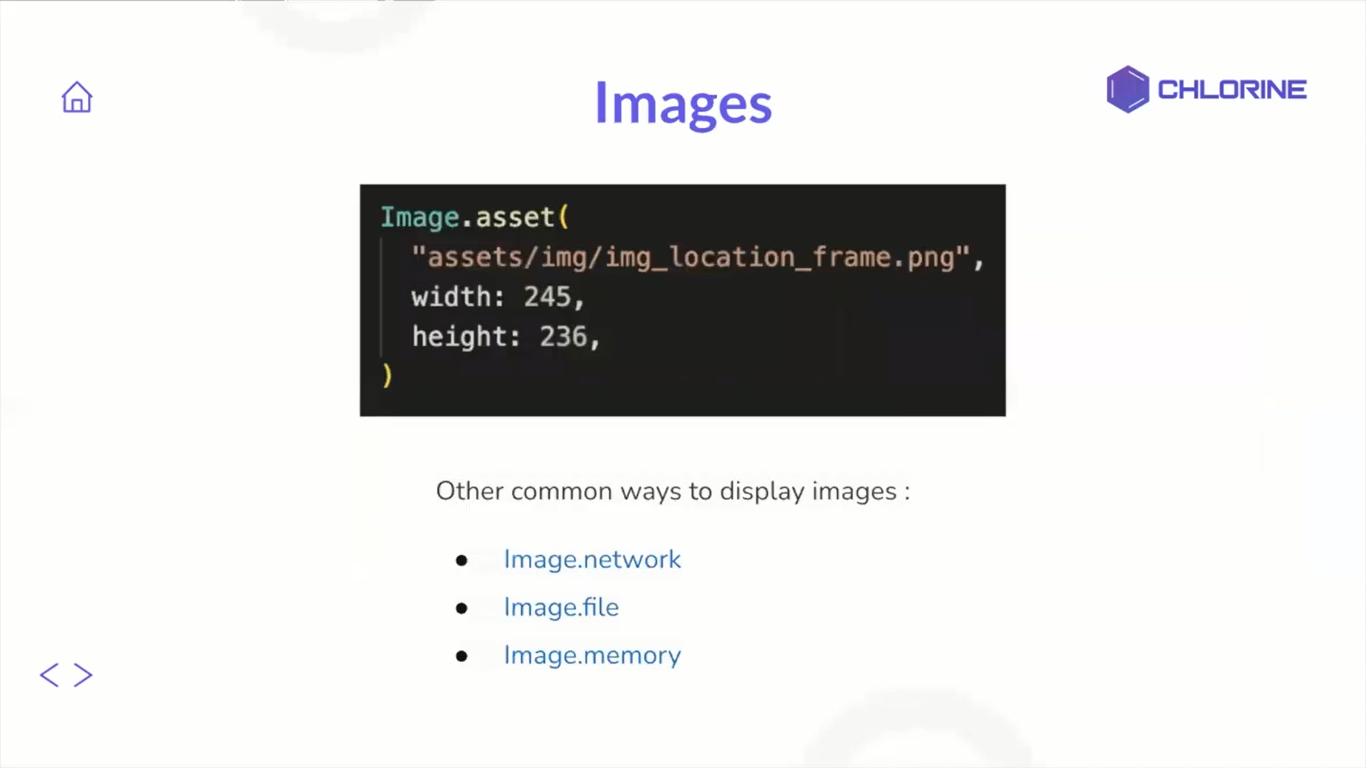 Images
CHLORINE
Image.asset(
"assets/img/img_location_frame.png",
width: 245,
height: 236,
)
Other common ways to display images :
● Image.network
● Image.file
● Image.memory